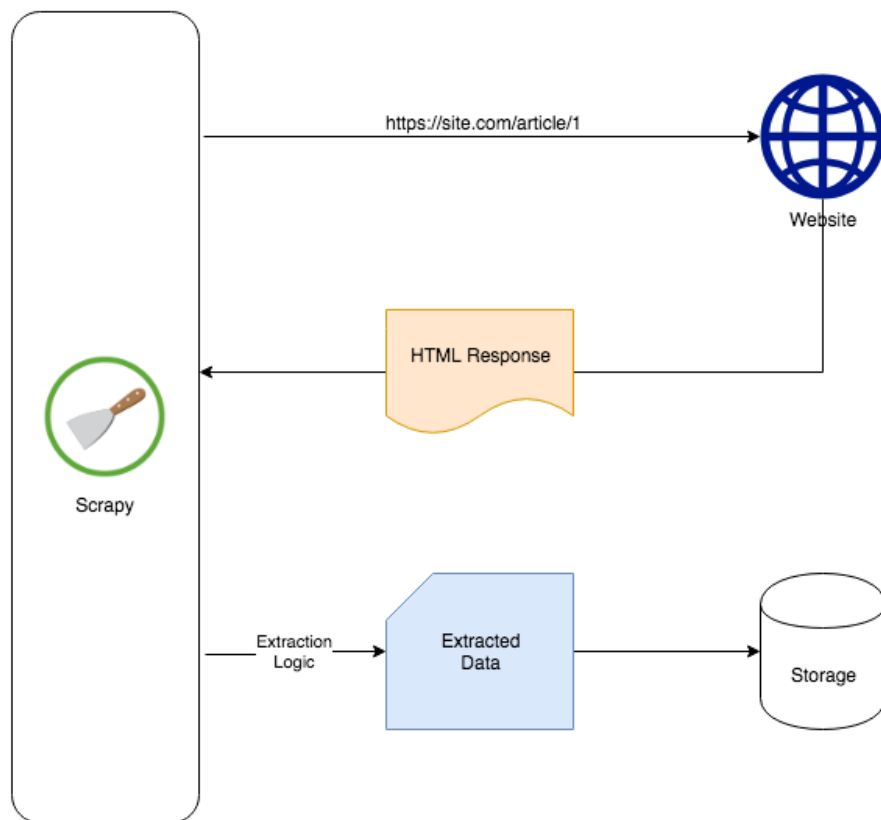 https://site.com/article/1
Website
HTML Response
Scrapy
Extraction
Logic
Extracted
Data
Storage